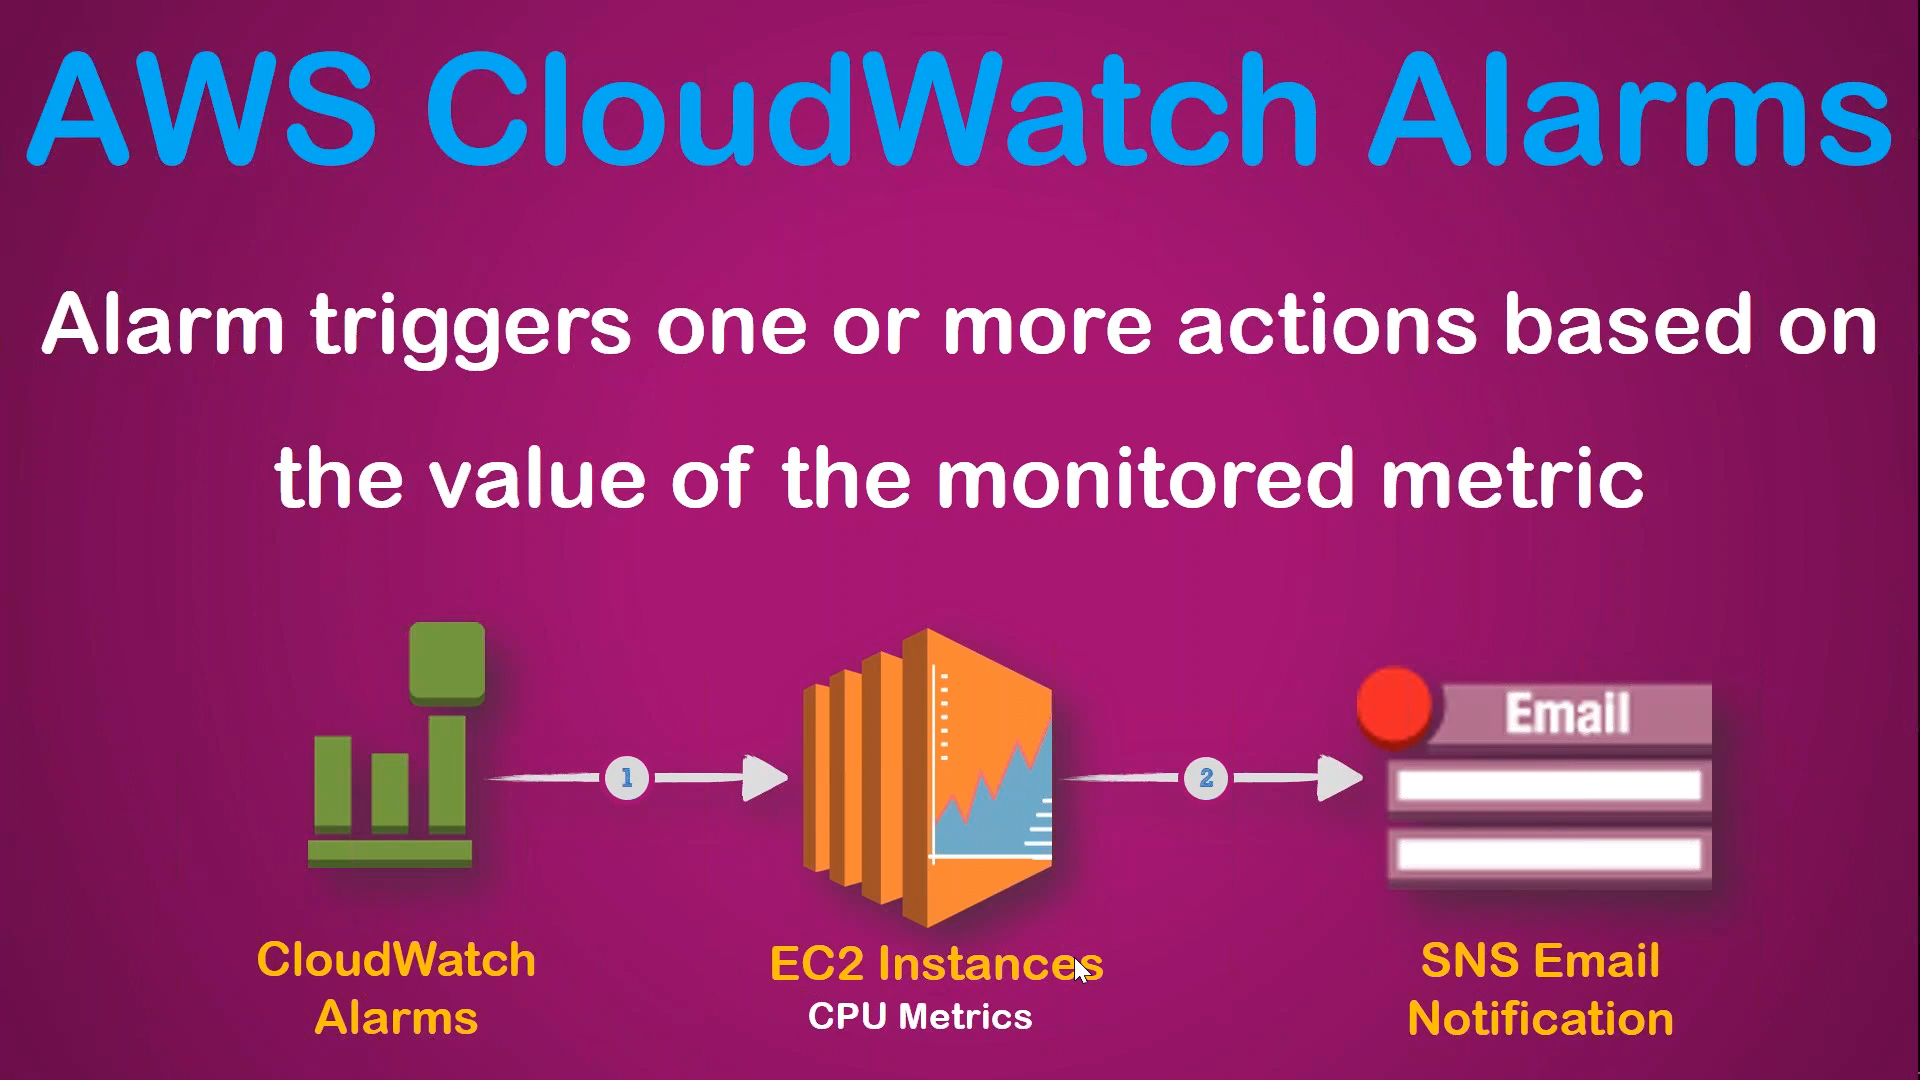 AWS CloudWatch Alarms
Alarm triggers one or more actions based on
the value of the monitored metric
1
2
Email
CloudWatch
Alarms
EC2 Instances
CPU Metrics
SNS Email
Notification